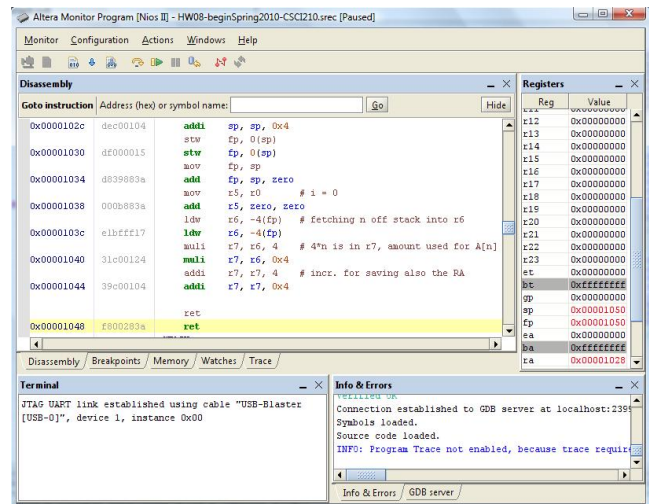 Altera Monitor Program [Nios II] - HW08-beginSpring2010-CSCI210.srec [Paused]
Monitor Configuration Actions Windows Help
Disassembly
Goto instruction Address (hex) or symbol name: Go Hide
0x0000102c dec00104 addi sp, sp, 0x4
stw fp, 0(sp)
0x00001030 df000015 stw fp, 0(sp)
mov fp, sp
0x00001034 d839883a add fp, sp, zero
mov r5, r0 # i = 0
0x00001038 000b883a add r5, zero, zero
ldw r6, -4(fp) # fetching n off stack into r6
0x0000103c e1bfff17 ldw r6, -4(fp)
muli r7, r6, 4 # 4*n is in r7, amount used for A[n]
0x00001040 31c00124 muli r7, r6, 0x4
addi r7, r7, 4 # incr. for saving also the RA
0x00001044 39c00104 addi r7, r7, 0x4
ret
0x00001048 f800283a ret
Disassembly Breakpoints Memory Watches Trace
Registers
Reg Value
r12 0x00000000
r13 0x00000000
r14 0x00000000
r15 0x00000000
r16 0x00000000
r17 0x00000000
r18 0x00000000
r19 0x00000000
r20 0x00000000
r21 0x00000000
r22 0x00000000
r23 0x00000000
et 0x00000000
bt 0xffffffff
gp 0x00000000
sp 0x00001050
fp 0x00001050
ea 0x00000000
ba 0xffffffff
ra 0x00001028
Terminal
JTAG UART link established using cable "USB-Blaster
[USB-0]", device 1, instance 0x00
Info & Errors
Verified OK
Connection established to GDB server at localhost:2399
Symbols loaded.
Source code loaded.
INFO: Program Trace not enabled, because trace require
Info & Errors GDB server